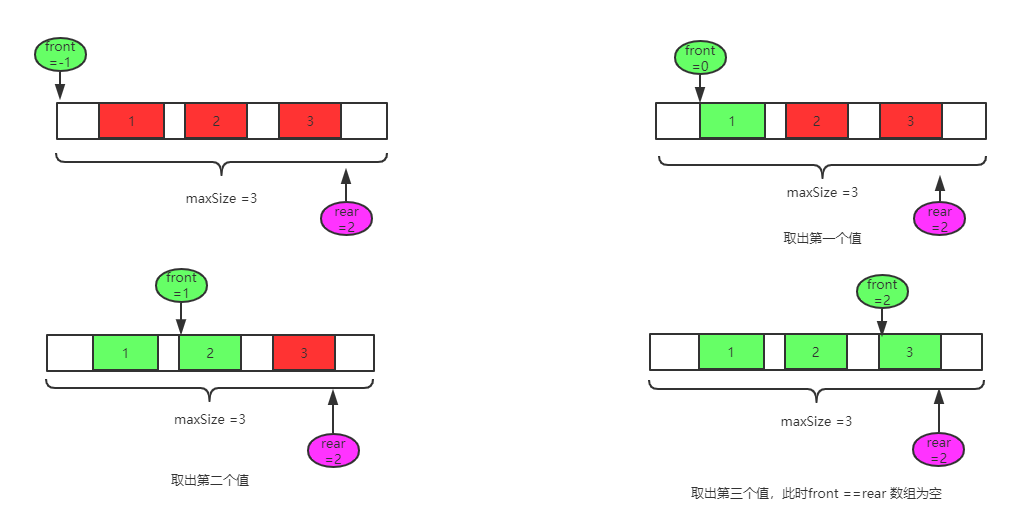 front
=-1
1
2
3
maxSize =3
rear
=2
front
=0
1
2
3
maxSize =3
rear
=2
取出第一个值
front
=1
1
2
3
maxSize =3
rear
=2
取出第二个值
front
=2
1
2
3
maxSize =3
rear
=2
取出第三个值，此时front ==rear 数组为空